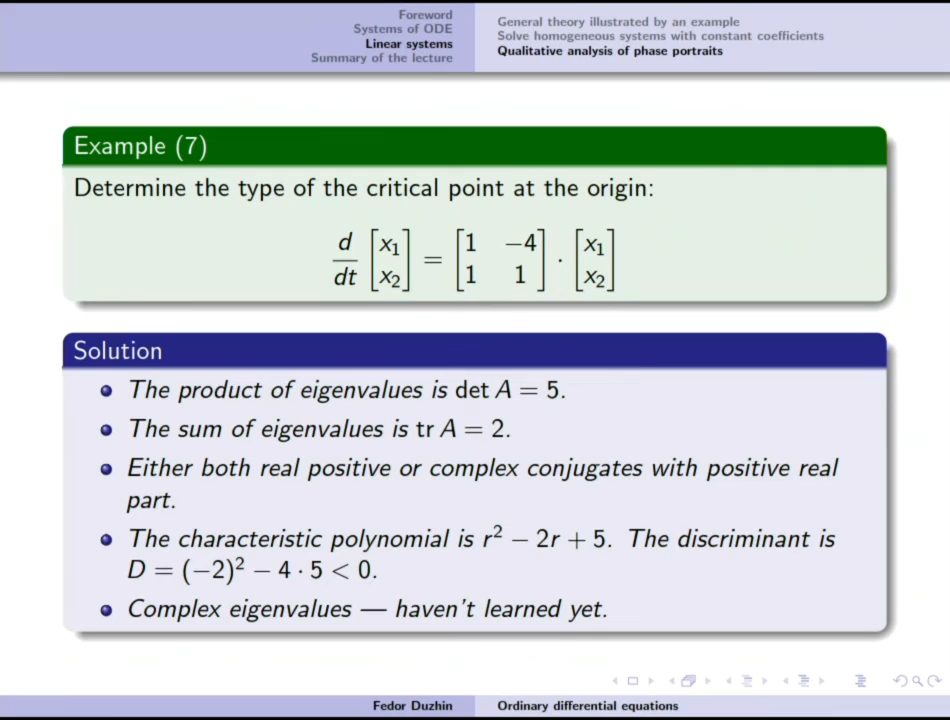 Foreword
Systems of ODE
Linear systems
Summary of the lecture
General theory illustrated by an example
Solve homogeneous systems with constant coefficients
Qualitative analysis of phase portraits
Example (7)
Determine the type of the critical point at the origin:
d/dt [x₁; x₂] = [1 −4; 1 1] · [x₁; x₂]
Solution
The product of eigenvalues is det A = 5.
The sum of eigenvalues is tr A = 2.
Either both real positive or complex conjugates with positive real
part.
The characteristic polynomial is r² − 2r + 5. The discriminant is
D = (−2)² − 4 · 5 < 0.
Complex eigenvalues — haven't learned yet.
Fedor Duzhin
Ordinary differential equations